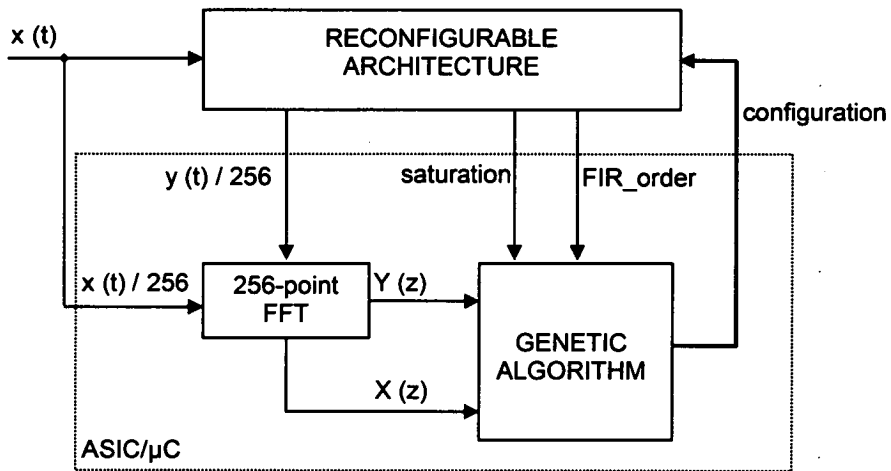 x (t)
RECONFIGURABLE
ARCHITECTURE
configuration
y (t) / 256
saturation
FIR_order
x (t) / 256
256-point
FFT
Y (z)
GENETIC
ALGORITHM
X (z)
ASIC/µC